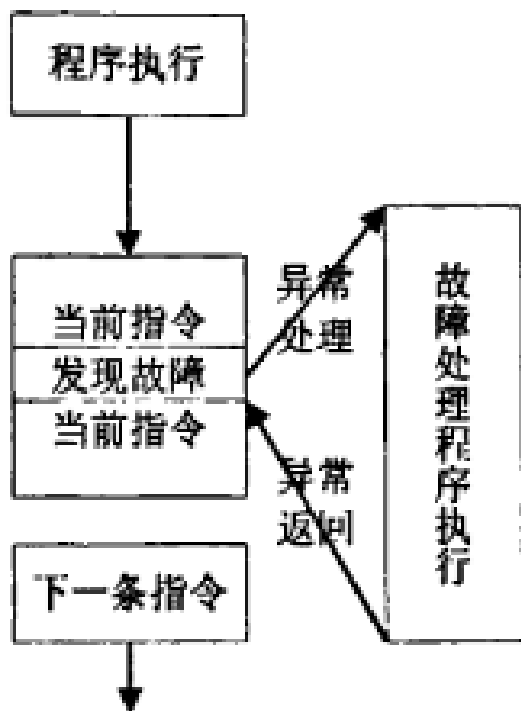 程序执行
当前指令
发现故障
当前指令
下一条指令
异常
处理
异常
返回
故障处理程序执行